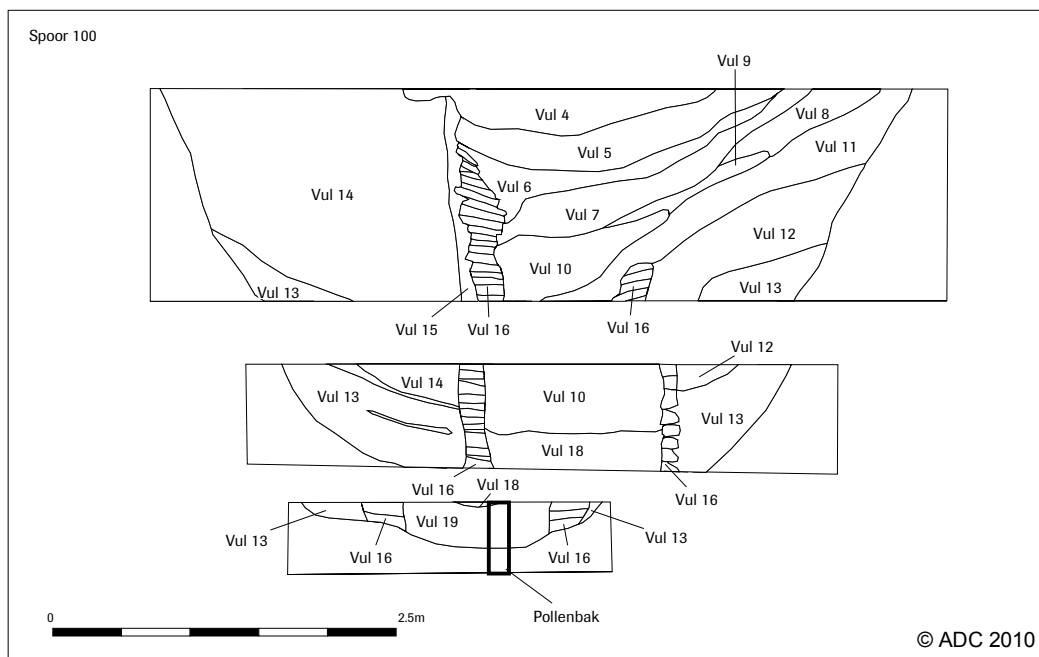 Spoor 100
Vul 9
Vul 4
Vul 8
Vul 5
Vul 11
Vul 14
Vul 6
Vul 7
Vul 12
Vul 10
Vul 13
Vul 13
Vul 15
Vul 16
Vul 16
Vul 12
Vul 14
Vul 13
Vul 10
Vul 13
Vul 18
Vul 16
Vul 18
Vul 16
Vul 13
Vul 19
Vul 13
Vul 16
Vul 16
Pollenbak
0
2.5m
© ADC 2010